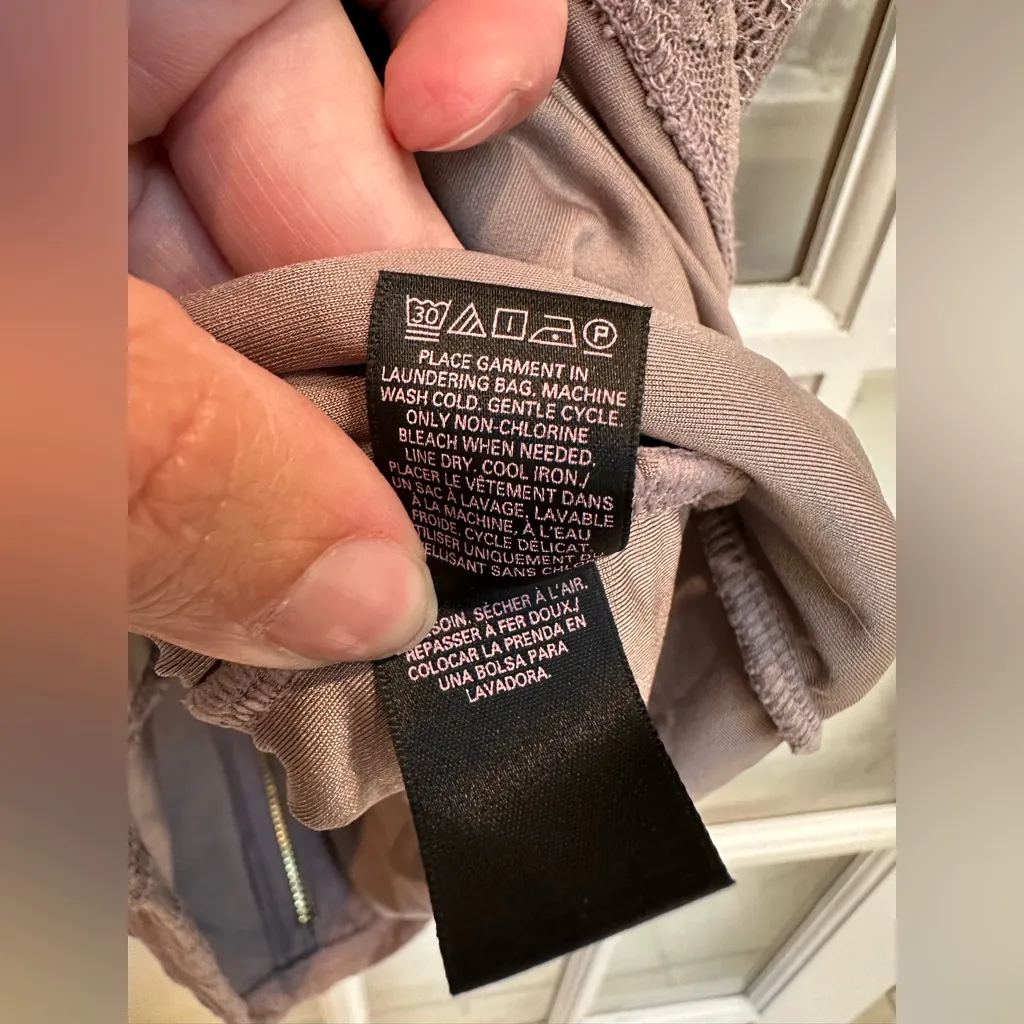 30 P
PLACE GARMENT IN
LAUNDERING BAG. MACHINE
WASH COLD. GENTLE CYCLE.
ONLY NON-CHLORINE
BLEACH WHEN NEEDED.
LINE DRY. COOL IRON./
PLACER LE VÊTEMENT DANS
UN SAC À LAVAGE. LAVABLE
À LA MACHINE, À L'EAU
FROIDE. CYCLE DÉLICAT.
UNIQUEMENT
SANS
SÉCHER À L'AIR.
REPASSER À FER DOUX./
COLOCAR LA PRENDA EN
UNA BOLSA PARA
LAVADORA.